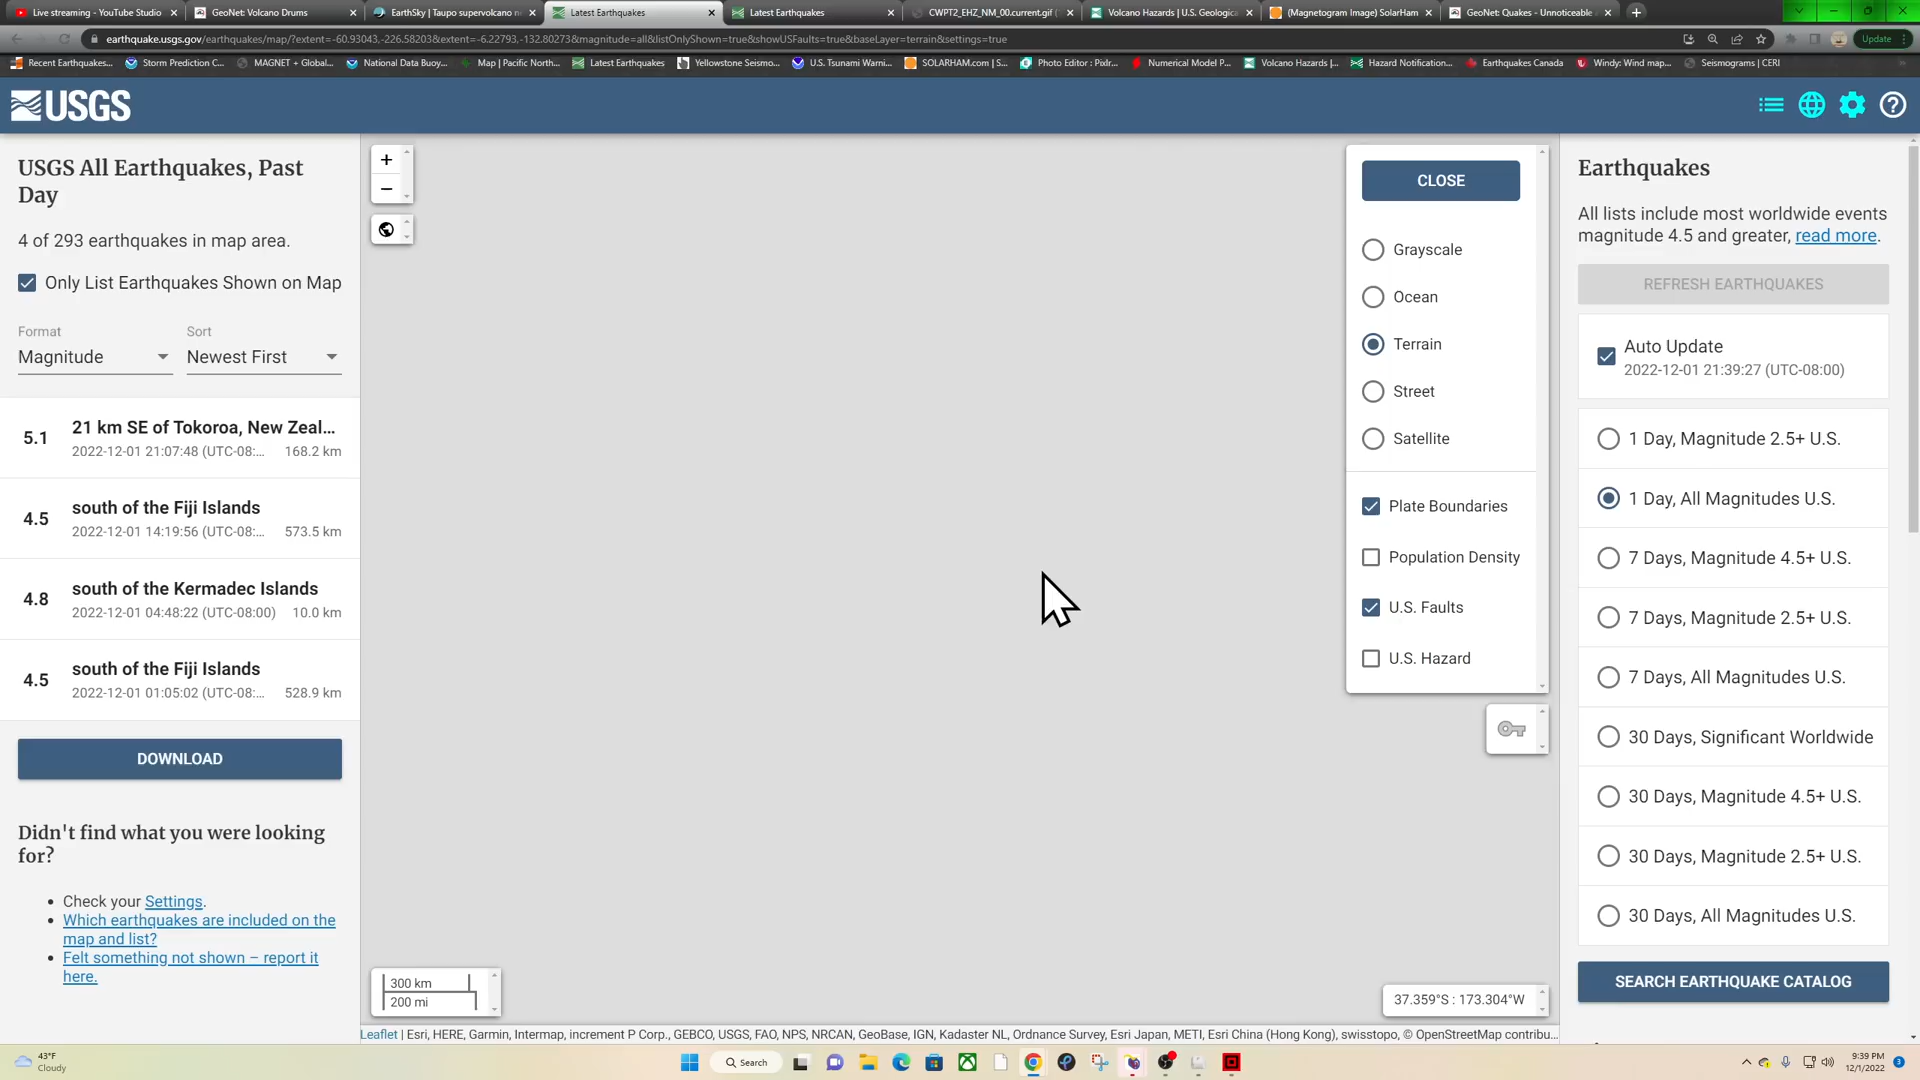 Live streaming - YouTube Studio
GeoNet: Volcano Drums
EarthSky | Taupo supervolcano n
Latest Earthquakes
Latest Earthquakes
CWPT2_EHZ_NM_00.current.gif
Volcano Hazards | U.S. Geologica
(Magnetogram Image) SolarHam
GeoNet: Quakes - Unnoticeable
earthquake.usgs.gov/earthquakes/map/?extent=-60.93043,-226.58203&extent=-6.22793,-132.80273&magnitude=all&listOnlyShown=true&showUSFaults=true&baseLayer=terrain&settings=true
Update
Recent Earthquakes...
Storm Prediction C...
MAGNET + Global...
National Data Buoy...
Map | Pacific North...
Latest Earthquakes
Yellowstone Seismo...
U.S. Tsunami Warni...
SOLARHAM.com | S...
Photo Editor : Pixlr...
Numerical Model P...
Volcano Hazards |...
Hazard Notification...
Earthquakes Canada
Windy: Wind map...
Seismograms | CERI
USGS
USGS All Earthquakes, Past
Day
4 of 293 earthquakes in map area.
Only List Earthquakes Shown on Map
Format
Sort
Magnitude
Newest First
5.1
21 km SE of Tokoroa, New Zeal...
2022-12-01 21:07:48 (UTC-08:... 168.2 km
4.5
south of the Fiji Islands
2022-12-01 14:19:56 (UTC-08:... 573.5 km
4.8
south of the Kermadec Islands
2022-12-01 04:48:22 (UTC-08:00) 10.0 km
4.5
south of the Fiji Islands
2022-12-01 01:05:02 (UTC-08:... 528.9 km
DOWNLOAD
Didn't find what you were looking
for?
• Check your Settings.
• Which earthquakes are included on the
map and list?
• Felt something not shown – report it
here.
+
−
CLOSE
Grayscale
Ocean
Terrain
Street
Satellite
Plate Boundaries
Population Density
U.S. Faults
U.S. Hazard
300 km
200 mi
37.359°S : 173.304°W
Leaflet | Esri, HERE, Garmin, Intermap, increment P Corp., GEBCO, USGS, FAO, NPS, NRCAN, GeoBase, IGN, Kadaster NL, Ordnance Survey, Esri Japan, METI, Esri China (Hong Kong), swisstopo, © OpenStreetMap contribu...
Earthquakes
All lists include most worldwide events
magnitude 4.5 and greater, read more.
REFRESH EARTHQUAKES
Auto Update
2022-12-01 21:39:27 (UTC-08:00)
1 Day, Magnitude 2.5+ U.S.
1 Day, All Magnitudes U.S.
7 Days, Magnitude 4.5+ U.S.
7 Days, Magnitude 2.5+ U.S.
7 Days, All Magnitudes U.S.
30 Days, Significant Worldwide
30 Days, Magnitude 4.5+ U.S.
30 Days, Magnitude 2.5+ U.S.
30 Days, All Magnitudes U.S.
SEARCH EARTHQUAKE CATALOG
43°F
Cloudy
Search
9:39 PM
12/1/2022
3